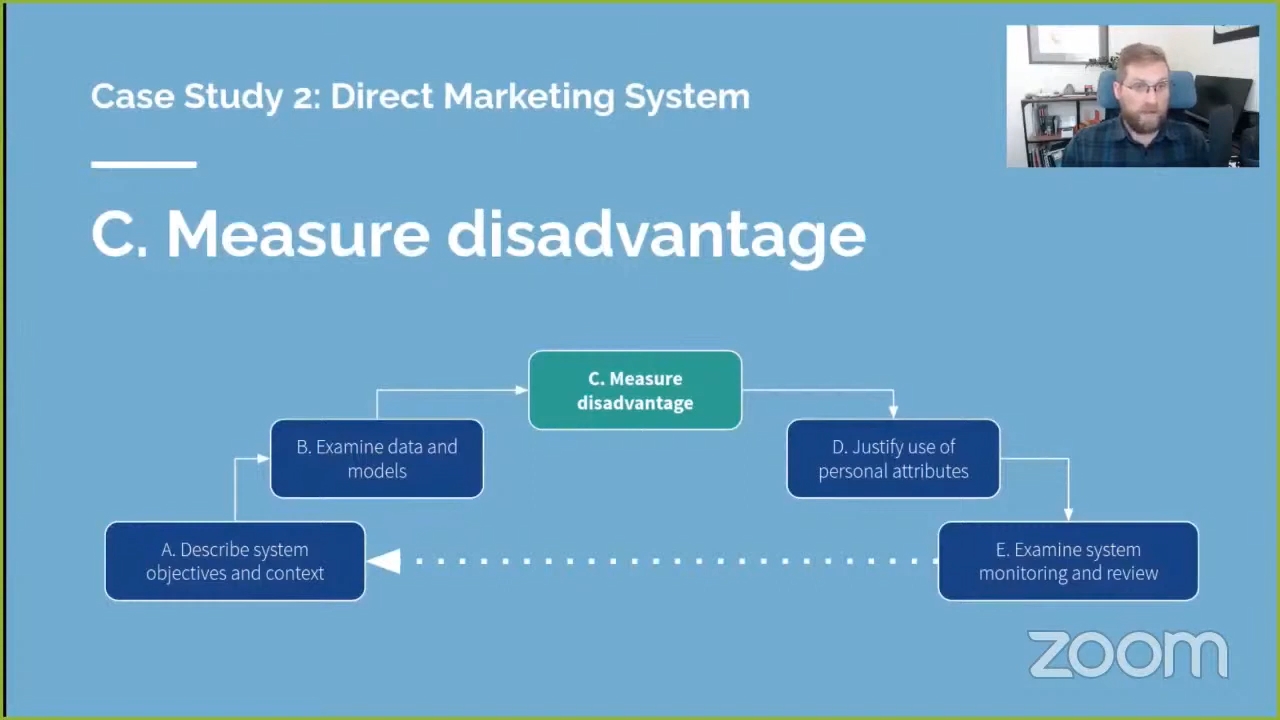 Case Study 2: Direct Marketing System
C. Measure disadvantage
C. Measure
disadvantage
B. Examine data and
models
D. Justify use of
personal attributes
A. Describe system
objectives and context
E. Examine system
monitoring and review
zoom